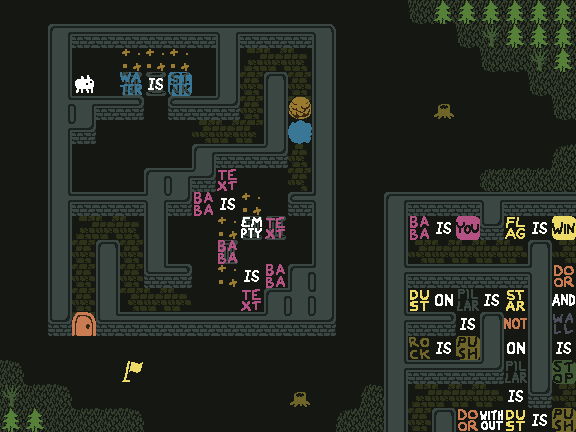 WATER IS SINK
TEXT
BABA IS
EMPTY TEXT
BABA
IS BABA
TEXT
BABA IS YOU
FLAG IS WIN
DOOR
DUST ON PILLAR IS STAR AND
IS NOT WALL
ROCK IS PUSH ON IS
PILLAR STOP
IS
DOOR WITHOUT DUST IS PUSH